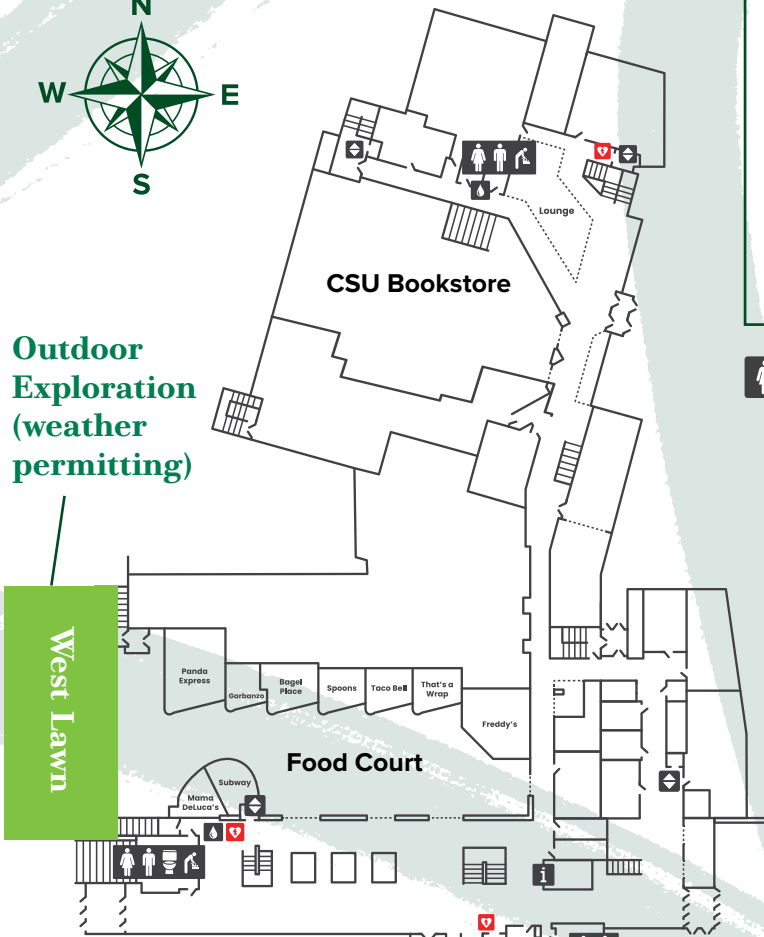 N
W
E
S
Lounge
CSU Bookstore
Outdoor
Exploration
(weather
permitting)
West Lawn
Panda
Express
Garbanzo
Bagel
Place
Spoons
Taco Bell
That's a
Wrap
Freddy's
Food Court
Subway
Mama
DeLuca's
i